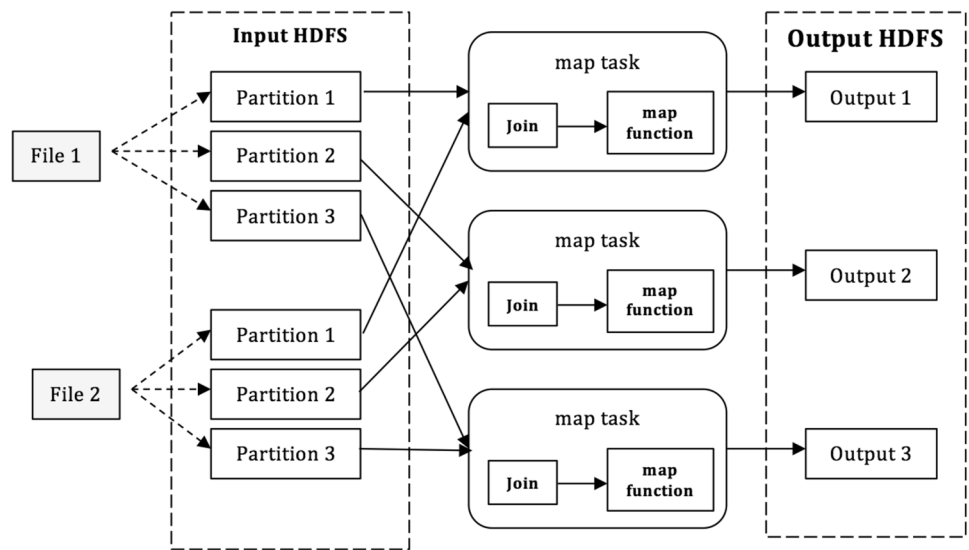 Input HDFS
File 1
Partition 1
Partition 2
Partition 3
File 2
Partition 1
Partition 2
Partition 3
map task
Join
map
function
map task
Join
map
function
map task
Join
map
function
Output HDFS
Output 1
Output 2
Output 3